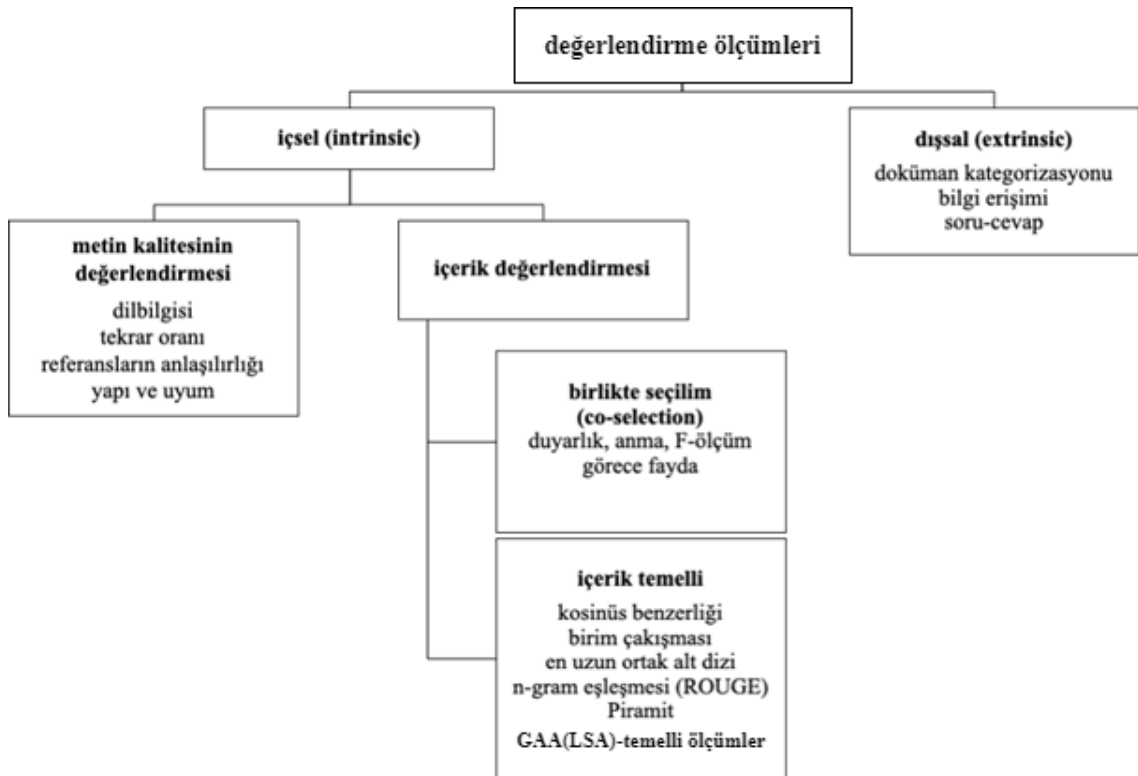 değerlendirme ölçümleri
içsel (intrinsic)
dışsal (extrinsic)
doküman kategorizasyonu
bilgi erişimi
soru-cevap
metin kalitesinin
değerlendirmesi
dilbilgisi
tekrar oranı
referansların anlaşılırlığı
yapı ve uyum
içerik değerlendirmesi
birlikte seçilim
(co-selection)
duyarlık, anma, F-ölçüm
görece fayda
içerik temelli
kosinüs benzerliği
birim çakışması
en uzun ortak alt dizi
n-gram eşleşmesi (ROUGE)
Piramit
GAA(LSA)-temelli ölçümler